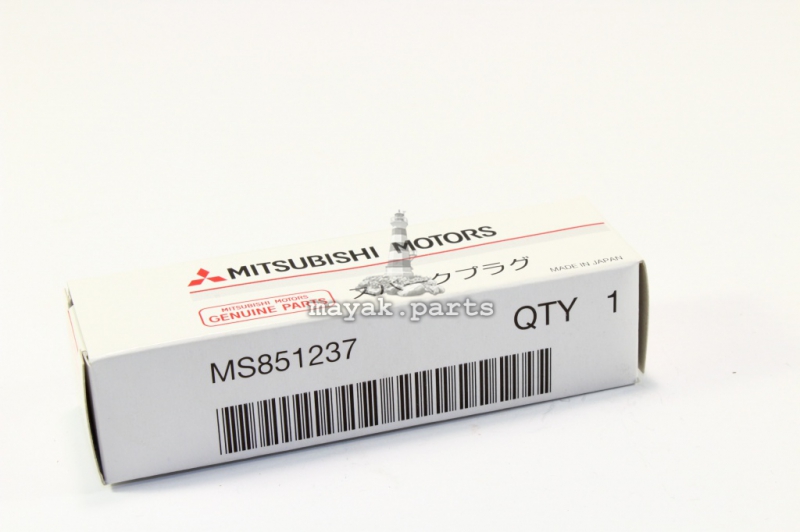 MITSUBISHI MOTORS
MITSUBISHI MOTORS
GENUINE PARTS
クプラグ
MADE IN JAPAN
mayak.parts
MS851237
QTY 1